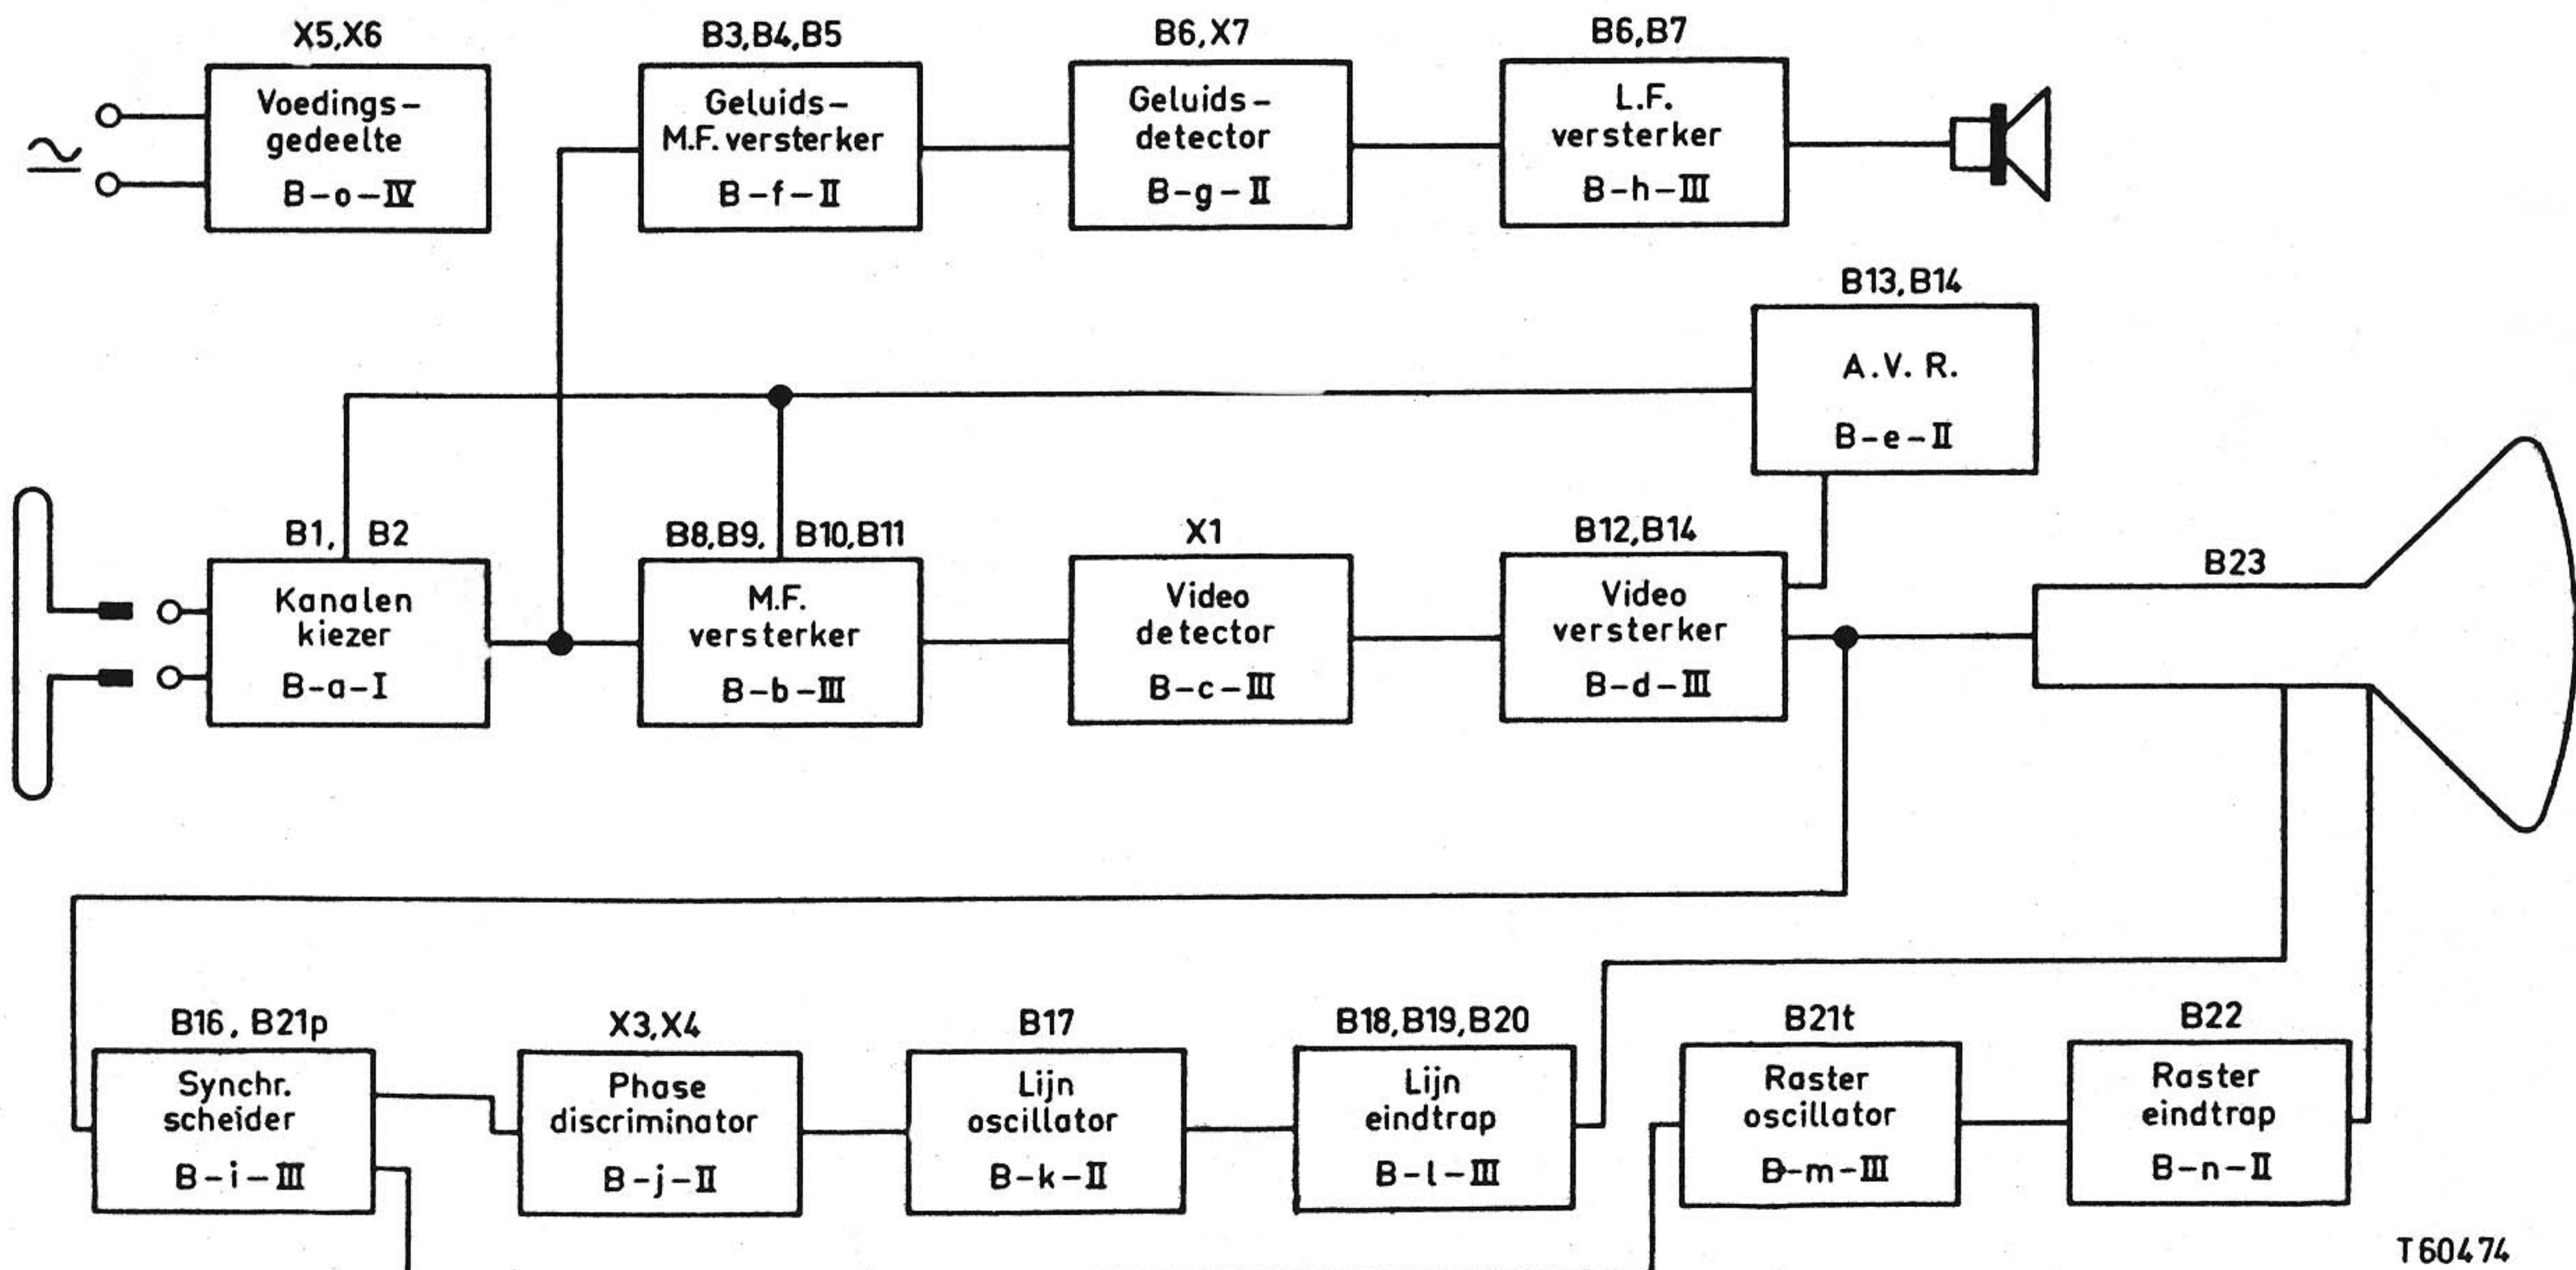 X5,X6
Voedings-
gedeelte
B-o-IV
B3,B4,B5
Geluids-
M.F. versterker
B-f-II
B6,X7
Geluids-
detector
B-g-II
B6,B7
L.F.
versterker
B-h-III
B13,B14
A.V.R.
B-e-II
B1, B2
Kanalen
kiezer
B-a-I
B8,B9, B10,B11
M.F.
versterker
B-b-III
X1
Video
detector
B-c-III
B12,B14
Video
versterker
B-d-III
B23
B16, B21p
Synchr.
scheider
B-i-III
X3,X4
Phase
discriminator
B-j-II
B17
Lijn
oscillator
B-k-II
B18,B19,B20
Lijn
eindtrap
B-l-III
B21t
Raster
oscillator
B-m-III
B22
Raster
eindtrap
B-n-II
T60474